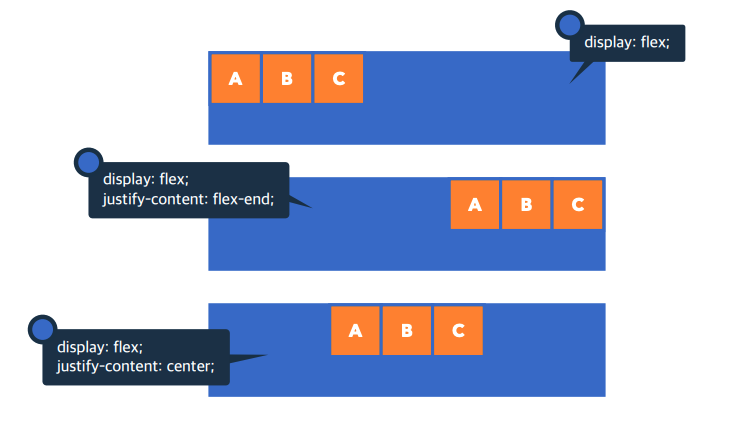 display: flex;
A B C
display: flex;
justify-content: flex-end;
A B C
display: flex;
justify-content: center;
A B C